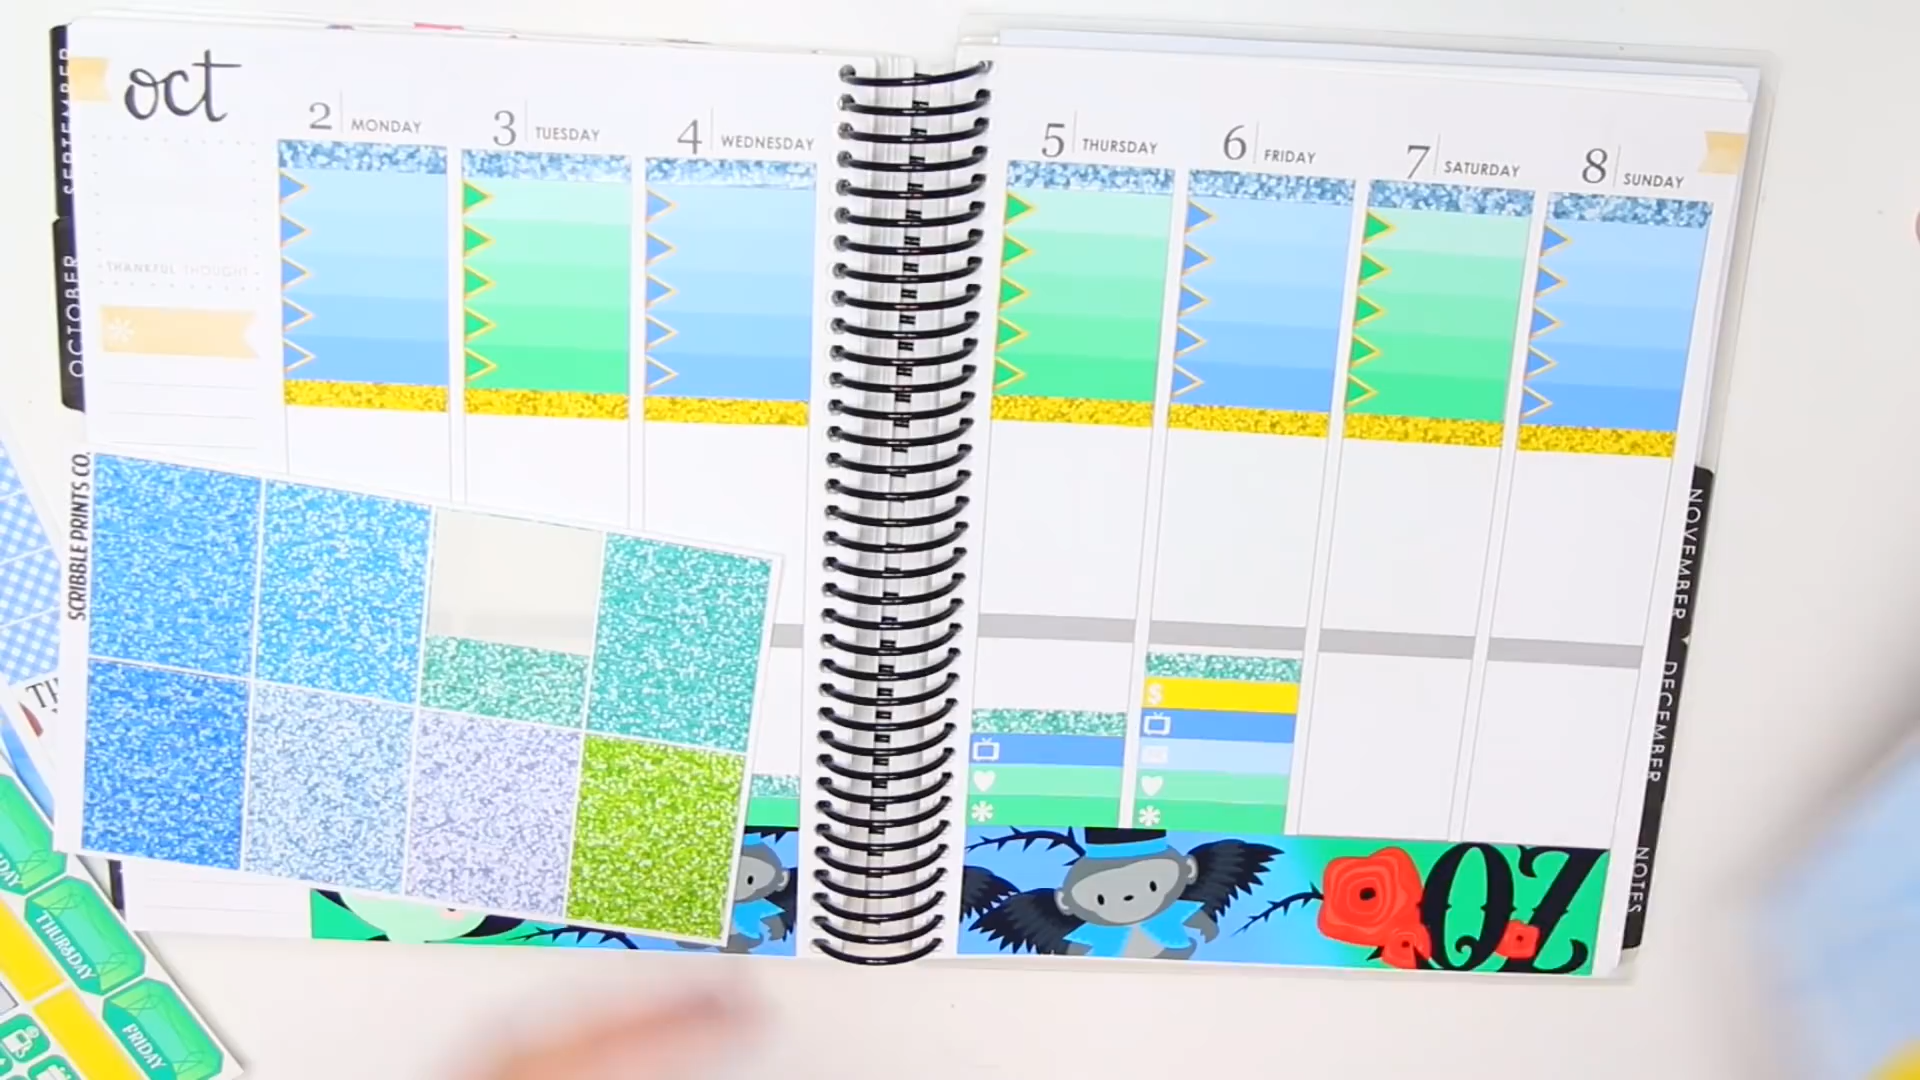 oct
2 MONDAY
3 TUESDAY
4 WEDNESDAY
5 THURSDAY
6 FRIDAY
7 SATURDAY
8 SUNDAY
SEPTEMBER
OCTOBER
THANKFUL THOUGHT
SCRIBBLE PRINTS CO.
NOVEMBER
DECEMBER
NOTES
$
OZ
THURSDAY
FRIDAY